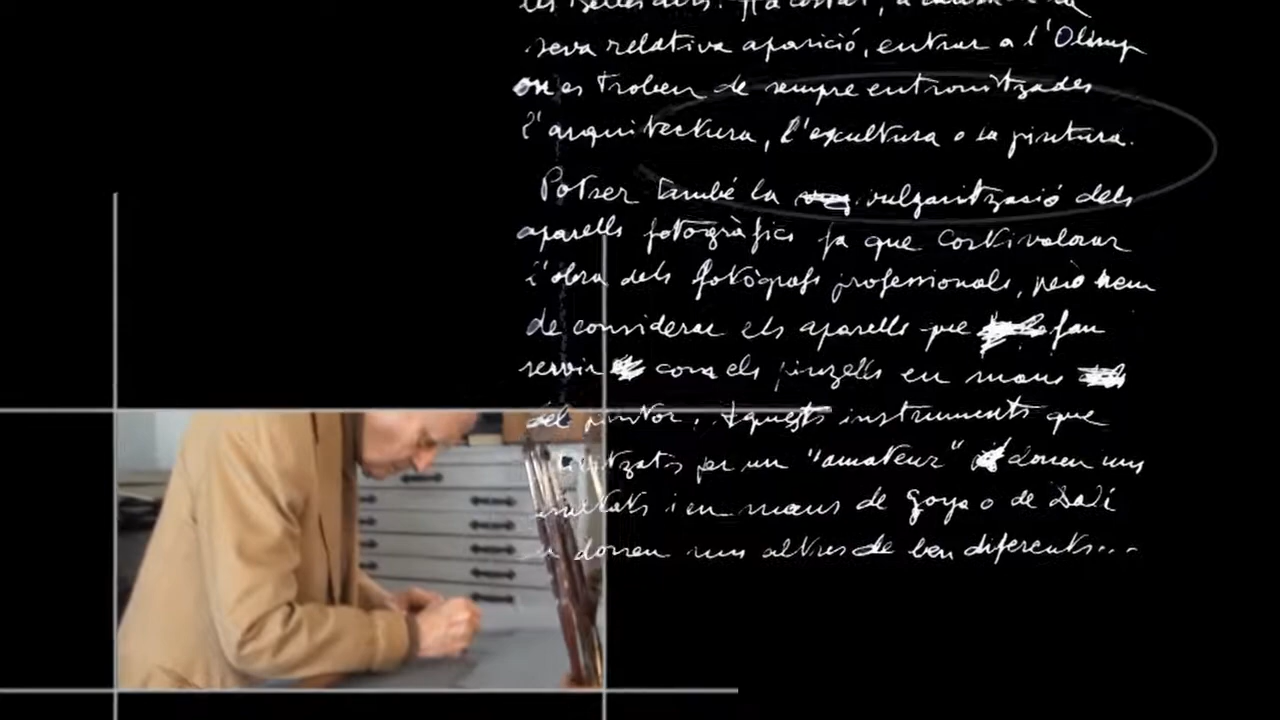 les Belles Arts.
seva relativa aparició, entrar a l'Olimp
on es troben de sempre entronitzades
l'arquitectura, l'escultura o la pintura.
Potser també la vulgarització dels
aparells fotogràfics fa que costi valorar
l'obra dels fotògrafs professionals, però hem
de considerar els aparells que fan
servir com els pinzells en mans
del pintor. Aquests instruments que
per un "amateur" donen uns
i en mans de Goya o de Dalí
donen uns altres de ben diferents...